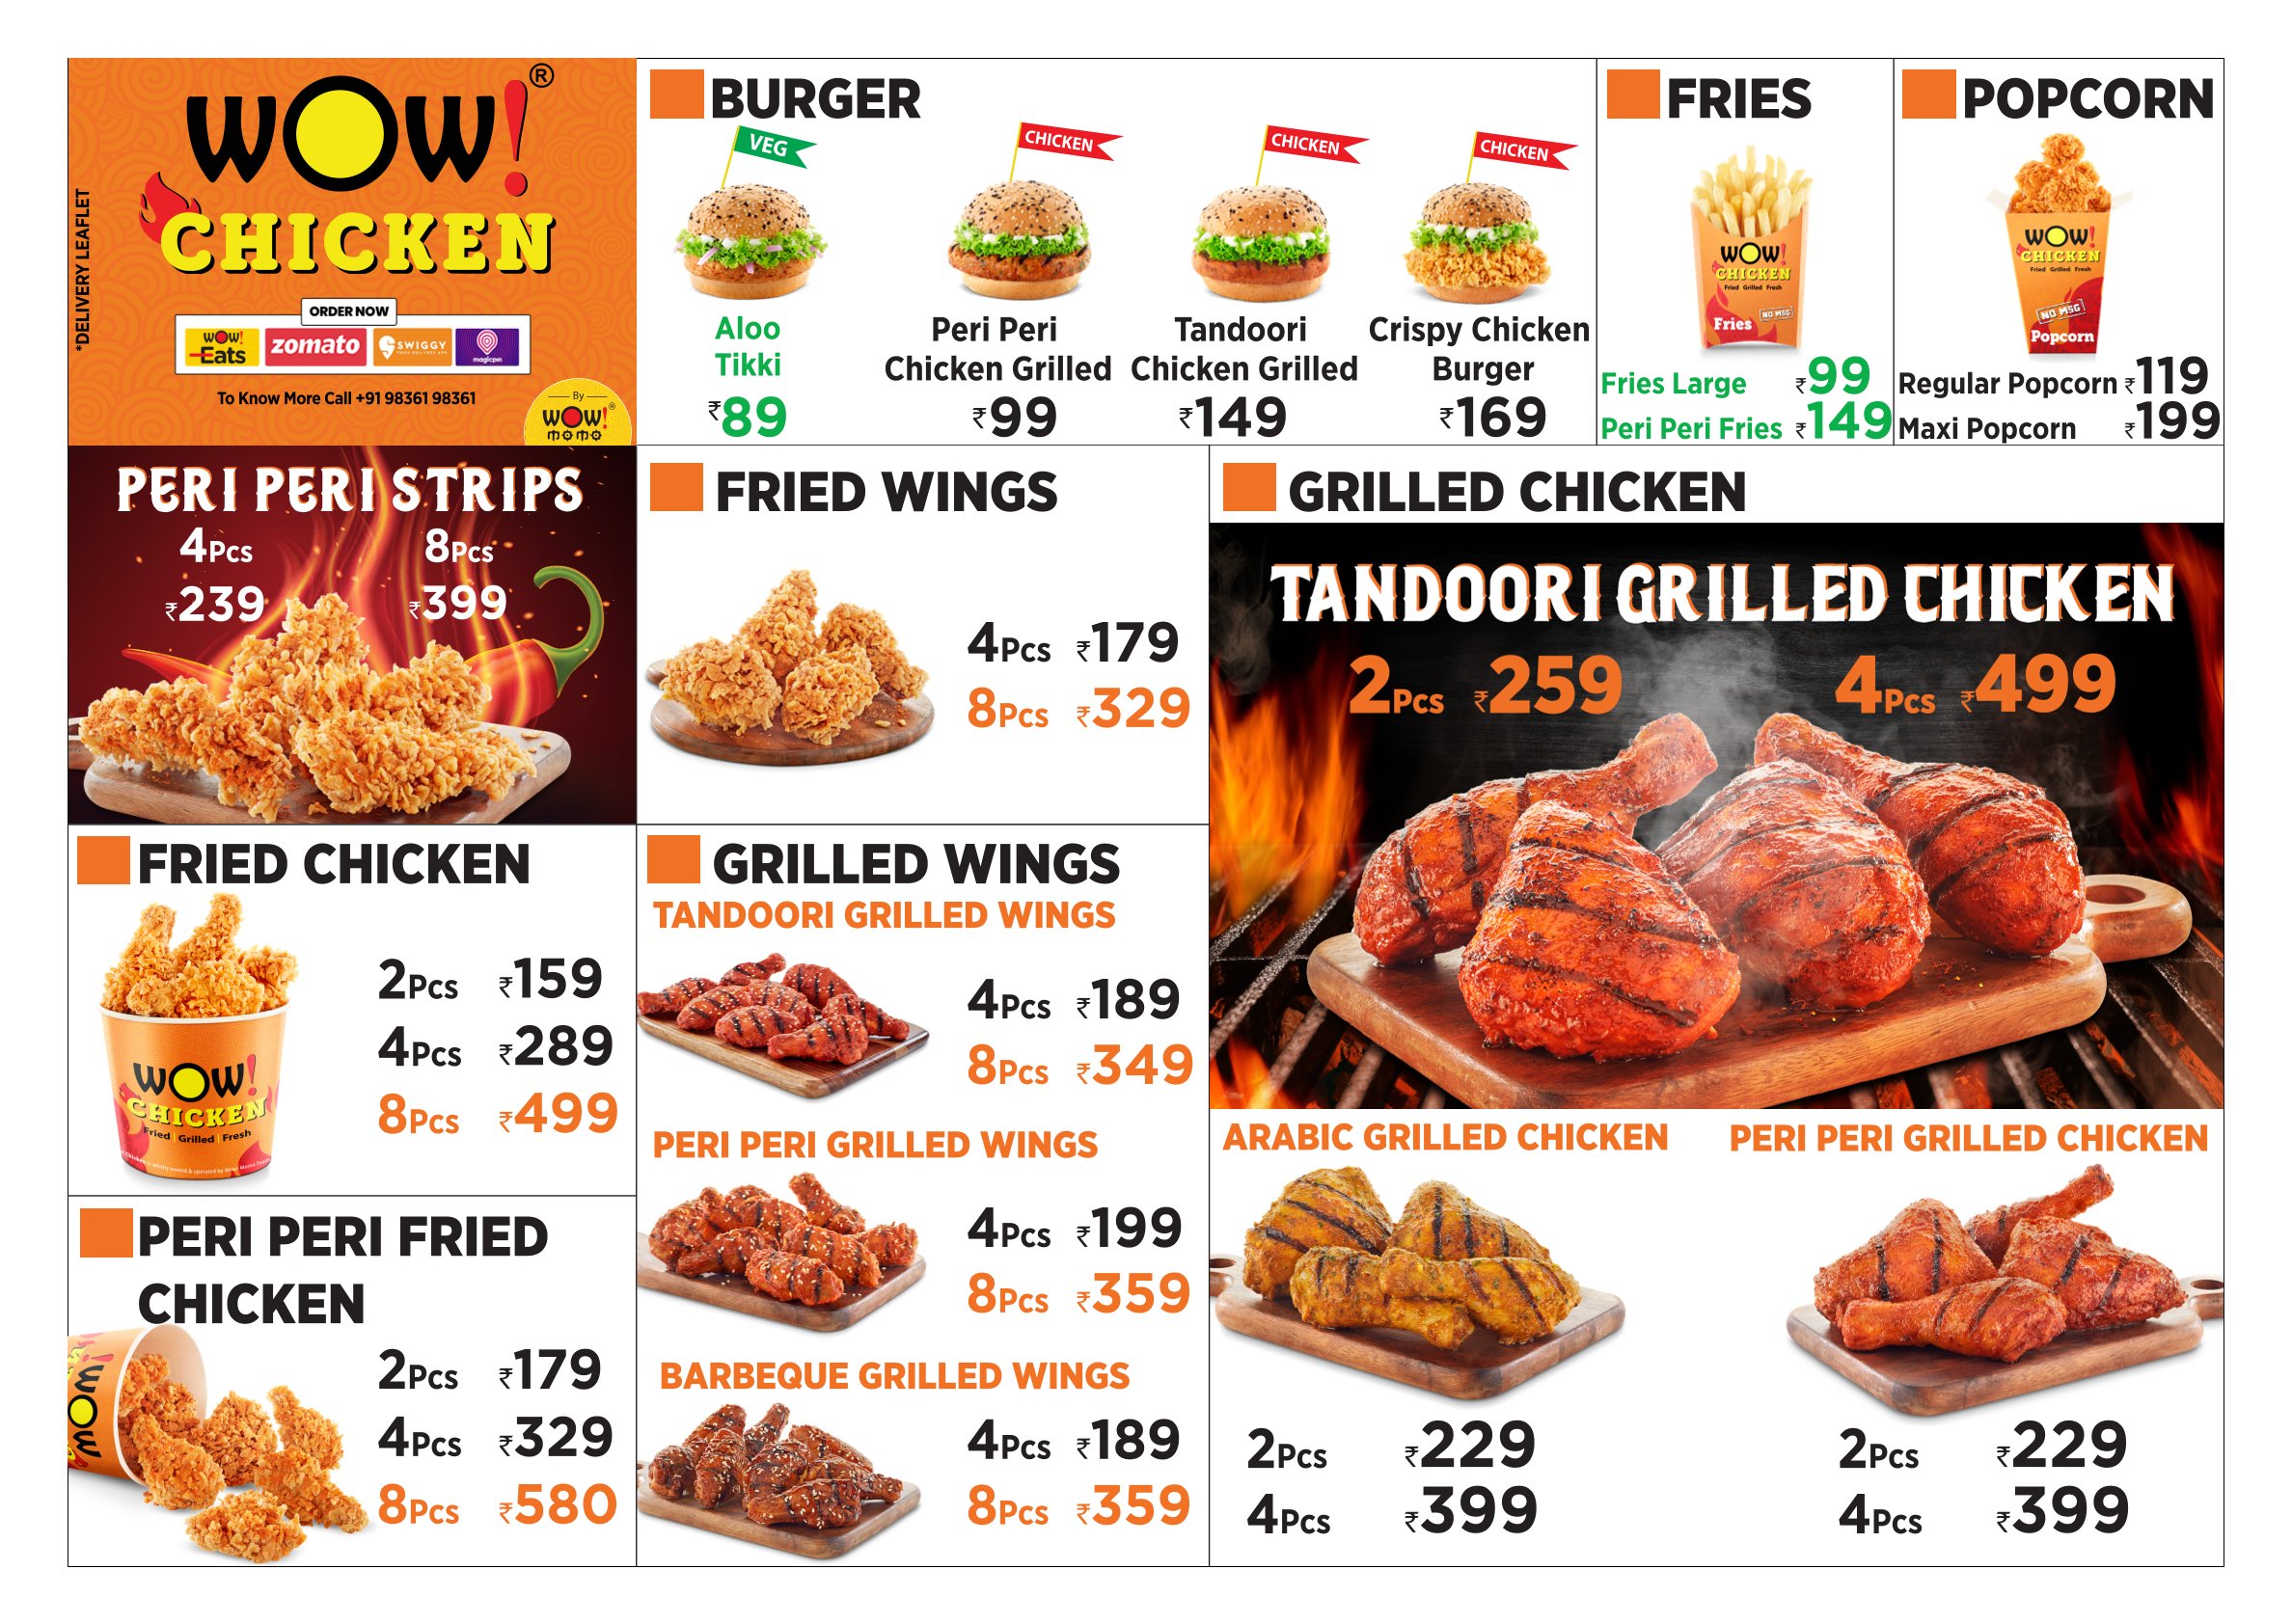 *DELIVERY LEAFLET
WOW!®
CHICKEN
ORDER NOW
WOW! Eats
zomato
SWIGGY
magicpin
To Know More Call +91 98361 98361
By
WOW!®
MOMO
BURGER
VEG
CHICKEN
CHICKEN
CHICKEN
Aloo
Tikki
₹89
Peri Peri
Chicken Grilled
₹99
Tandoori
Chicken Grilled
₹149
Crispy Chicken
Burger
₹169
FRIES
WOW!
CHICKEN
Fried Grilled Fresh
NO MSG
Fries
Fries Large ₹99
Peri Peri Fries ₹149
POPCORN
WOW!
CHICKEN
Fried Grilled Fresh
NO MSG
Popcorn
Regular Popcorn ₹119
Maxi Popcorn ₹199
PERI PERI STRIPS
4Pcs 8Pcs
₹239 ₹399
FRIED WINGS
4Pcs ₹179
8Pcs ₹329
GRILLED CHICKEN
TANDOORI GRILLED CHICKEN
2Pcs ₹259 4Pcs ₹499
FRIED CHICKEN
WOW!
CHICKEN
Fried | Grilled | Fresh
2Pcs ₹159
4Pcs ₹289
8Pcs ₹499
GRILLED WINGS
TANDOORI GRILLED WINGS
4Pcs ₹189
8Pcs ₹349
PERI PERI GRILLED WINGS
4Pcs ₹199
8Pcs ₹359
BARBEQUE GRILLED WINGS
4Pcs ₹189
8Pcs ₹359
ARABIC GRILLED CHICKEN
2Pcs ₹229
4Pcs ₹399
PERI PERI GRILLED CHICKEN
2Pcs ₹229
4Pcs ₹399
PERI PERI FRIED
CHICKEN
WOW!
2Pcs ₹179
4Pcs ₹329
8Pcs ₹580